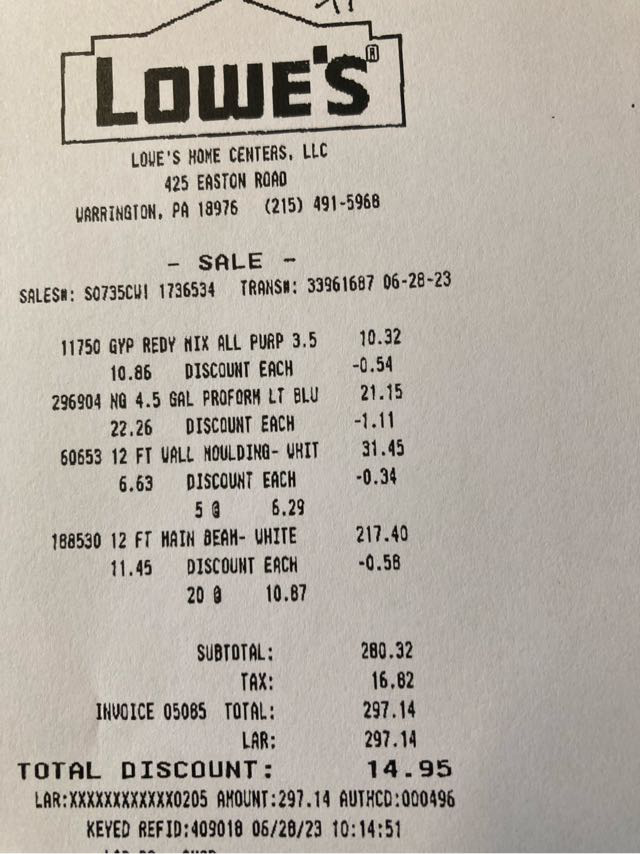 LOWE'S®
LOWE'S HOME CENTERS, LLC
425 EASTON ROAD
WARRINGTON, PA 18976 (215) 491-5968
- SALE -
SALES#: S0735CW1 1736534 TRANS#: 33961687 06-28-23
11750 GYP REDY MIX ALL PURP 3.5 10.32
10.86 DISCOUNT EACH -0.54
296904 NG 4.5 GAL PROFORM LT BLU 21.15
22.26 DISCOUNT EACH -1.11
60653 12 FT WALL MOULDING- WHIT 31.45
6.63 DISCOUNT EACH -0.34
5 @ 6.29
188530 12 FT MAIN BEAM- WHITE 217.40
11.45 DISCOUNT EACH -0.58
20 @ 10.87
SUBTOTAL: 280.32
TAX: 16.82
INVOICE 05085 TOTAL: 297.14
LAR: 297.14
TOTAL DISCOUNT: 14.95
LAR:XXXXXXXXXXXX0205 AMOUNT:297.14 AUTHCD:000496
KEYED REFID:409018 06/28/23 10:14:51